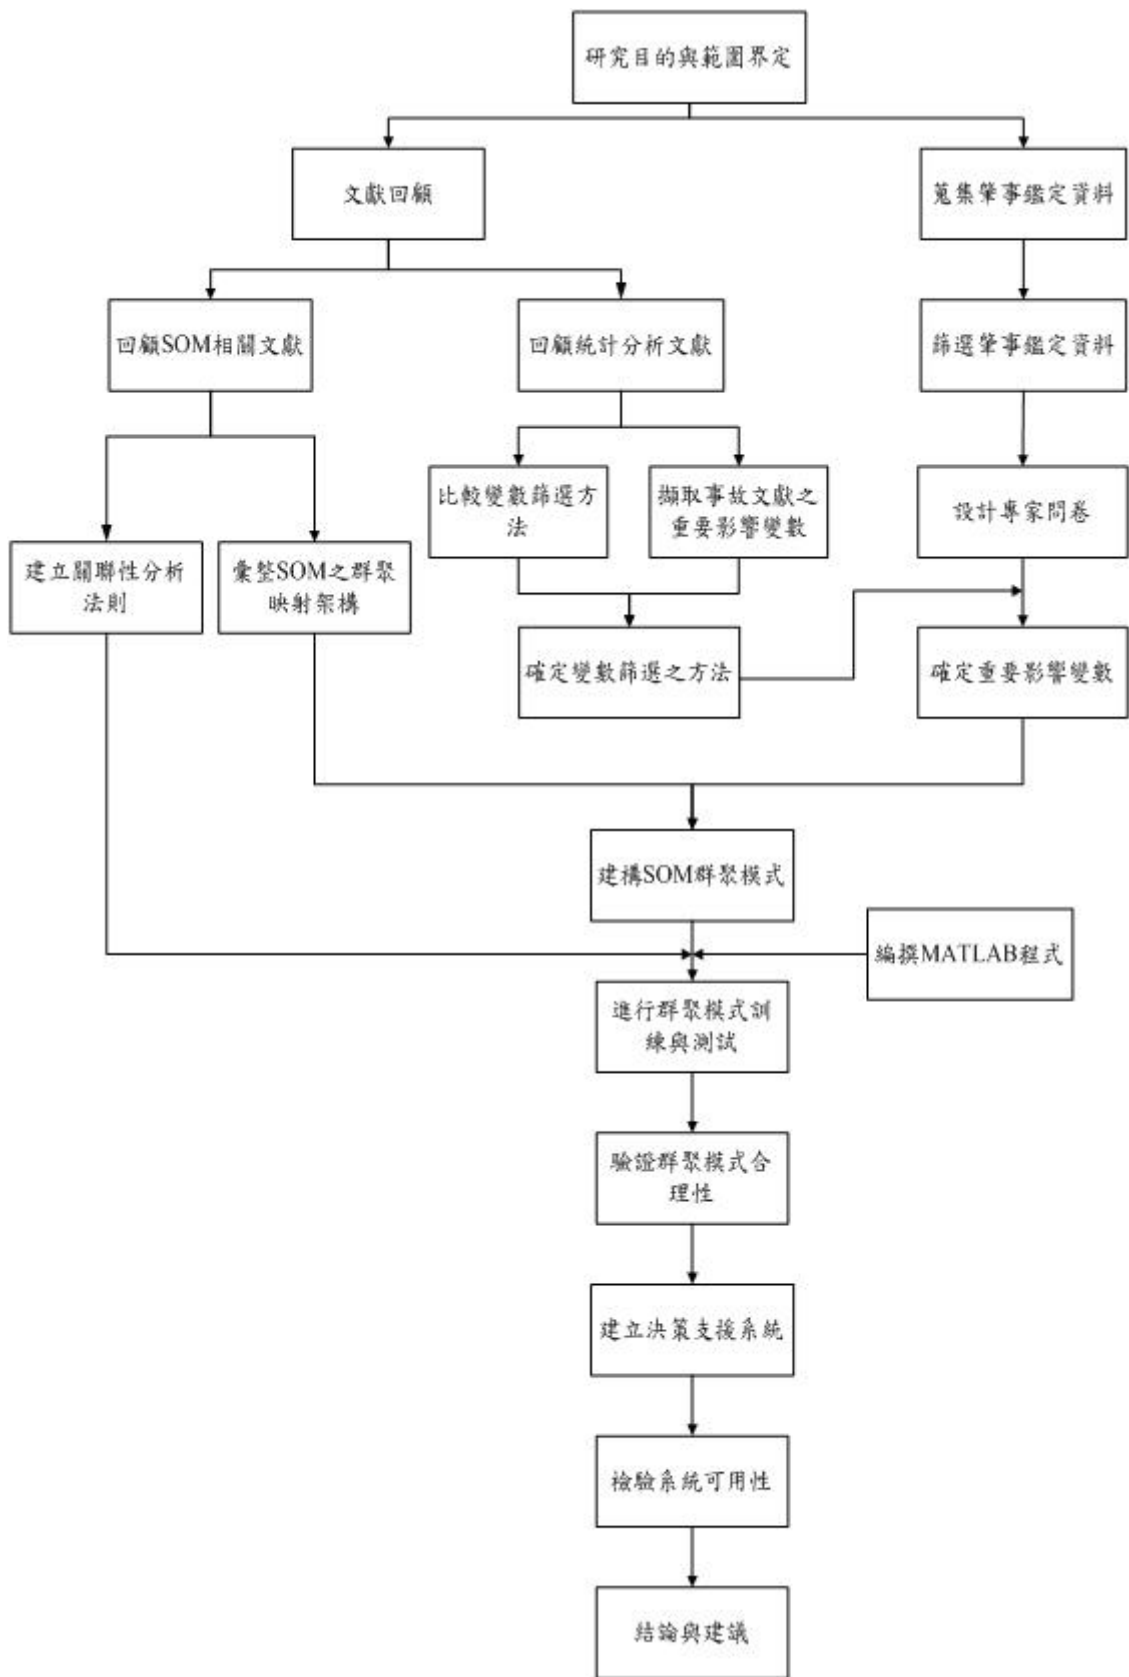 研究目的與範圍界定
文獻回顧
蒐集肇事鑑定資料
回顧SOM相關文獻
回顧統計分析文獻
篩選肇事鑑定資料
比較變數篩選方
法
擷取事故文獻之
重要影響變數
設計專家問卷
建立關聯性分析
法則
彙整SOM之群聚
映射架構
確定變數篩選之方法
確定重要影響變數
建構SOM群聚模式
編撰MATLAB程式
進行群聚模式訓
練與測試
驗證群聚模式合
理性
建立決策支援系統
檢驗系統可用性
結論與建議